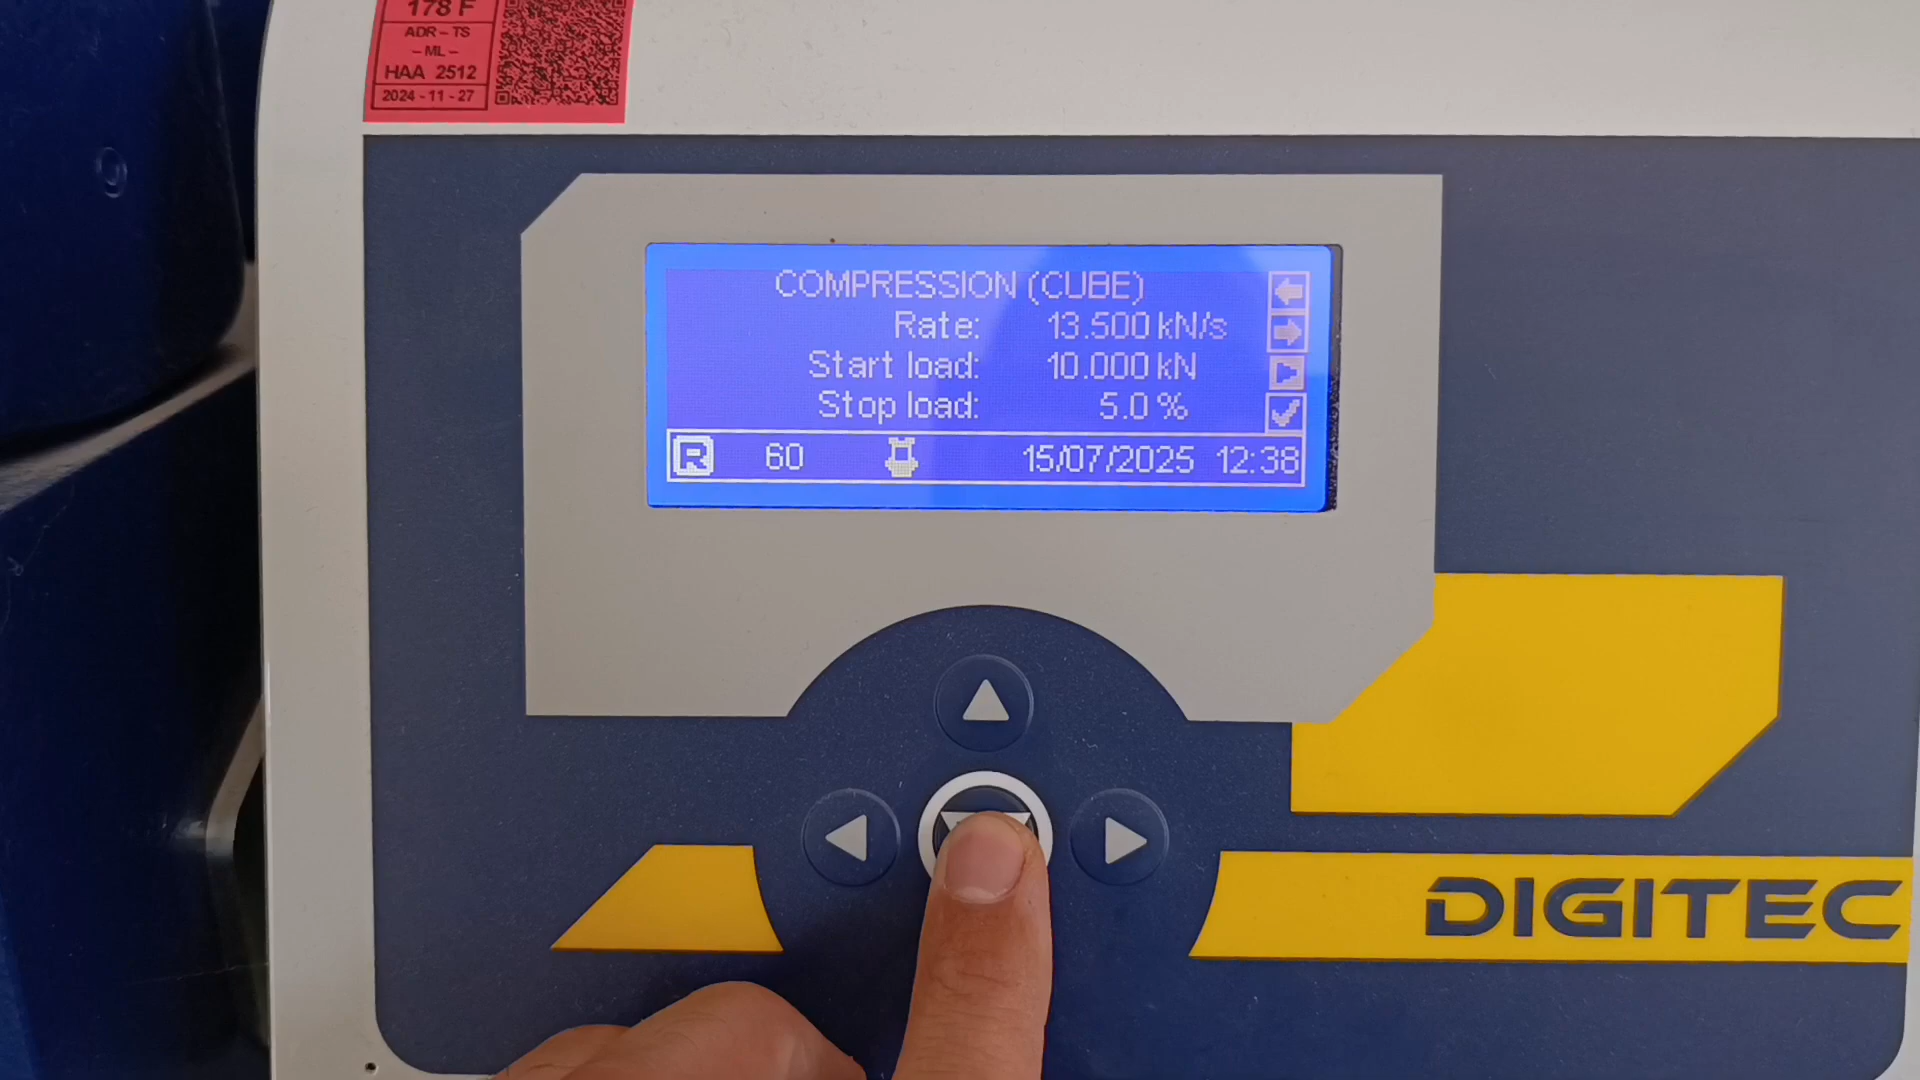 178 F
ADR - TS
- ML -
HAA 2512
2024 - 11 - 27
COMPRESSION (CUBE)
Rate: 13.500 kN/s
Start load: 10.000 kN
Stop load: 5.0 %
R 60 15/07/2025 12:38
DIGITEC